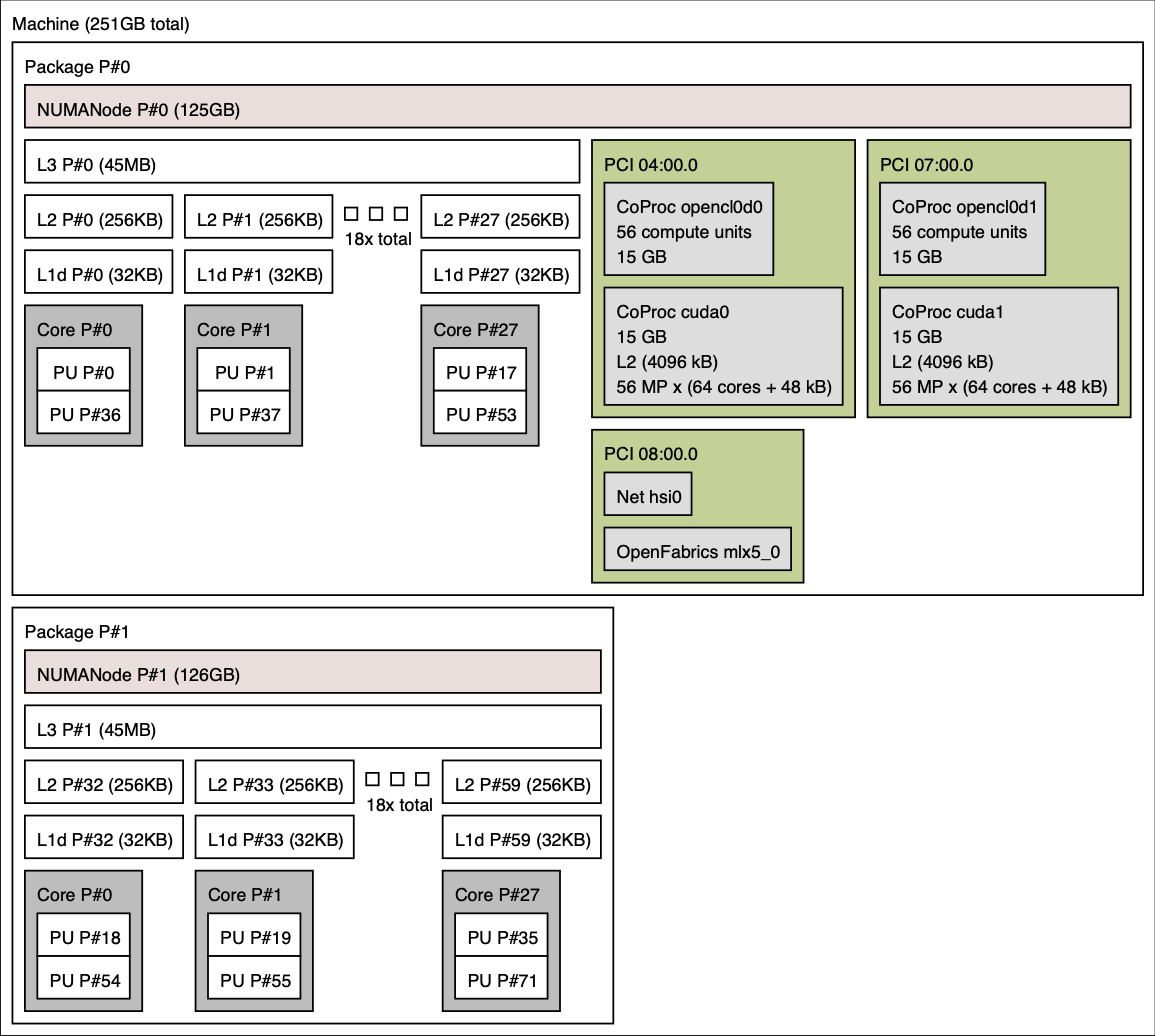 Machine (251GB total)
Package P#0
NUMANode P#0 (125GB)
L3 P#0 (45MB)
L2 P#0 (256KB)
L2 P#1 (256KB)
18x total
L2 P#27 (256KB)
L1d P#0 (32KB)
L1d P#1 (32KB)
L1d P#27 (32KB)
Core P#0
PU P#0
PU P#36
Core P#1
PU P#1
PU P#37
Core P#27
PU P#17
PU P#53
PCI 04:00.0
CoProc opencl0d0
56 compute units
15 GB
CoProc cuda0
15 GB
L2 (4096 kB)
56 MP x (64 cores + 48 kB)
PCI 07:00.0
CoProc opencl0d1
56 compute units
15 GB
CoProc cuda1
15 GB
L2 (4096 kB)
56 MP x (64 cores + 48 kB)
PCI 08:00.0
Net hsi0
OpenFabrics mlx5_0
Package P#1
NUMANode P#1 (126GB)
L3 P#1 (45MB)
L2 P#32 (256KB)
L2 P#33 (256KB)
18x total
L2 P#59 (256KB)
L1d P#32 (32KB)
L1d P#33 (32KB)
L1d P#59 (32KB)
Core P#0
PU P#18
PU P#54
Core P#1
PU P#19
PU P#55
Core P#27
PU P#35
PU P#71